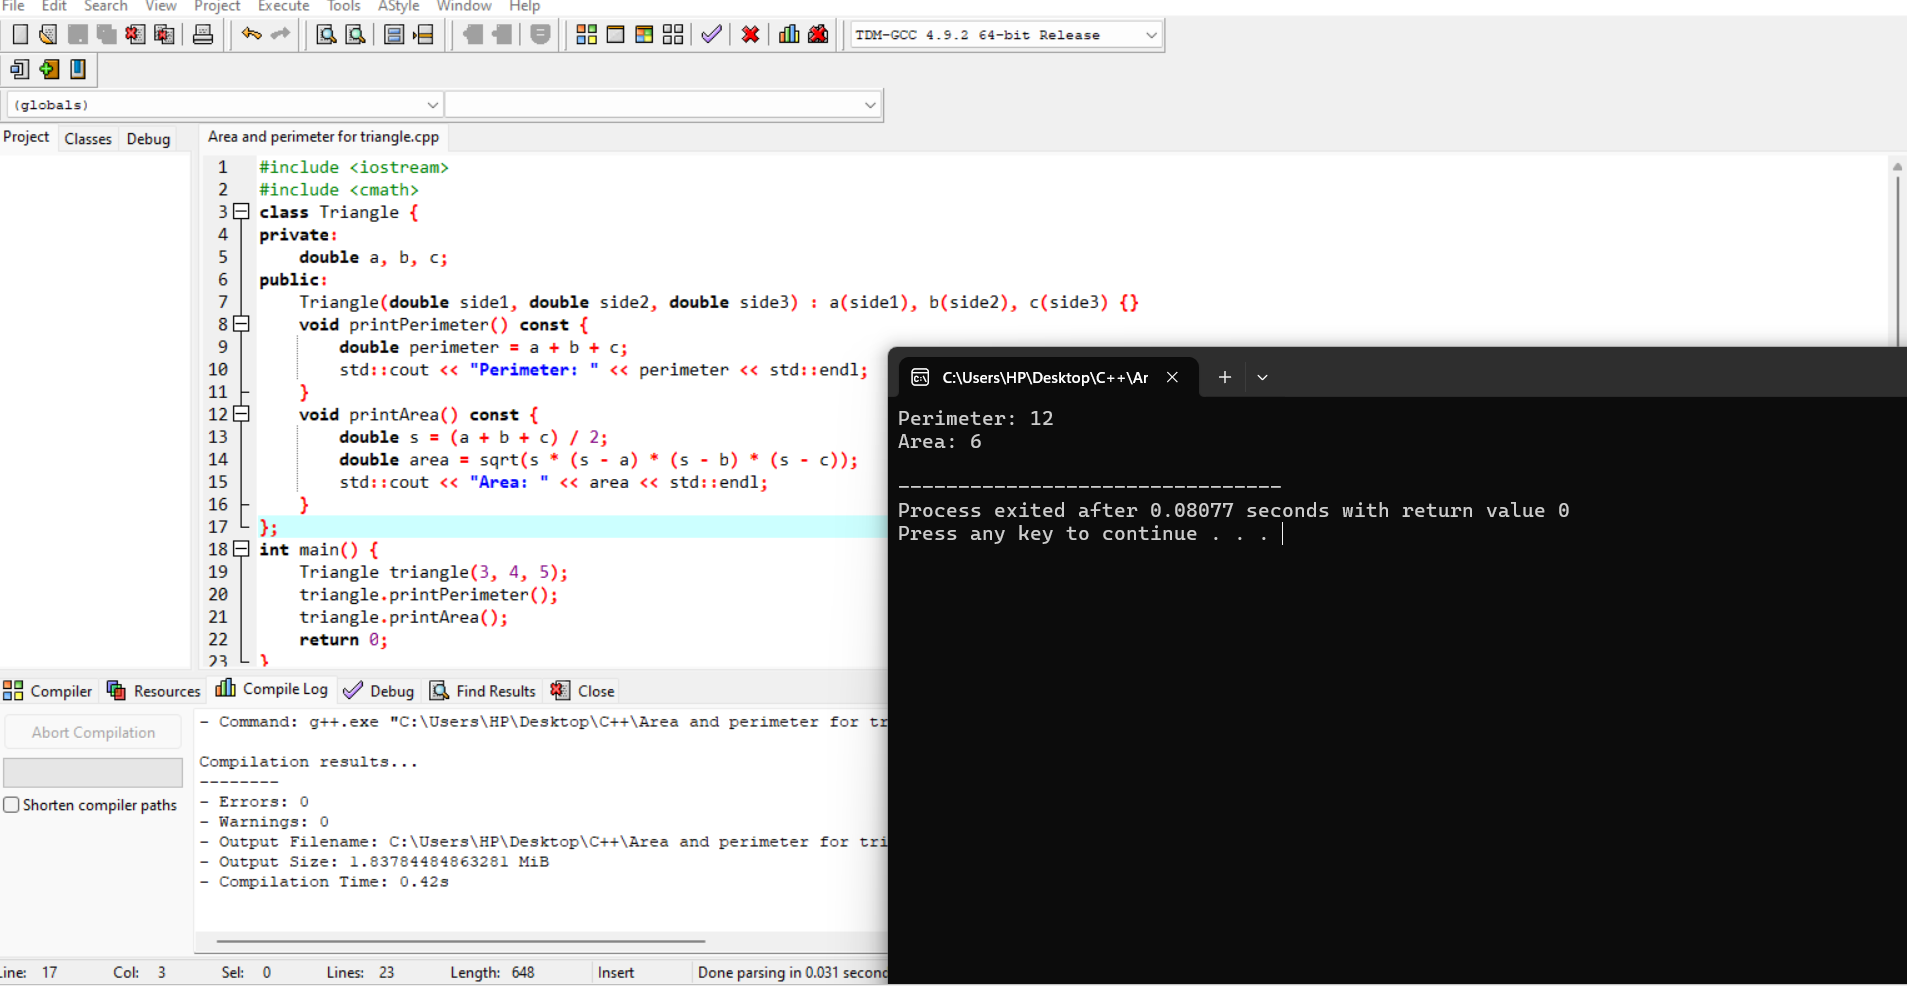 File Edit Search View Project Execute Tools AStyle Window Help
TDM-GCC 4.9.2 64-bit Release
(globals)
Project Classes Debug
Area and perimeter for triangle.cpp
1 #include <iostream>
2 #include <cmath>
3 class Triangle {
4 private:
5 double a, b, c;
6 public:
7 Triangle(double side1, double side2, double side3) : a(side1), b(side2), c(side3) {}
8 void printPerimeter() const {
9 double perimeter = a + b + c;
10 std::cout << "Perimeter: " << perimeter << std::endl;
11 }
12 void printArea() const {
13 double s = (a + b + c) / 2;
14 double area = sqrt(s * (s - a) * (s - b) * (s - c));
15 std::cout << "Area: " << area << std::endl;
16 }
17 };
18 int main() {
19 Triangle triangle(3, 4, 5);
20 triangle.printPerimeter();
21 triangle.printArea();
22 return 0;
23 }
C:\Users\HP\Desktop\C++\Ar
Perimeter: 12
Area: 6
--------------------------------
Process exited after 0.08077 seconds with return value 0
Press any key to continue . . .
Compiler Resources Compile Log Debug Find Results Close
Abort Compilation
Shorten compiler paths
- Command: g++.exe "C:\Users\HP\Desktop\C++\Area and perimeter for tr
Compilation results...
--------
- Errors: 0
- Warnings: 0
- Output Filename: C:\Users\HP\Desktop\C++\Area and perimeter for tri
- Output Size: 1.83784484863281 MiB
- Compilation Time: 0.42s
Line: 17 Col: 3 Sel: 0 Lines: 23 Length: 648 Insert Done parsing in 0.031 second